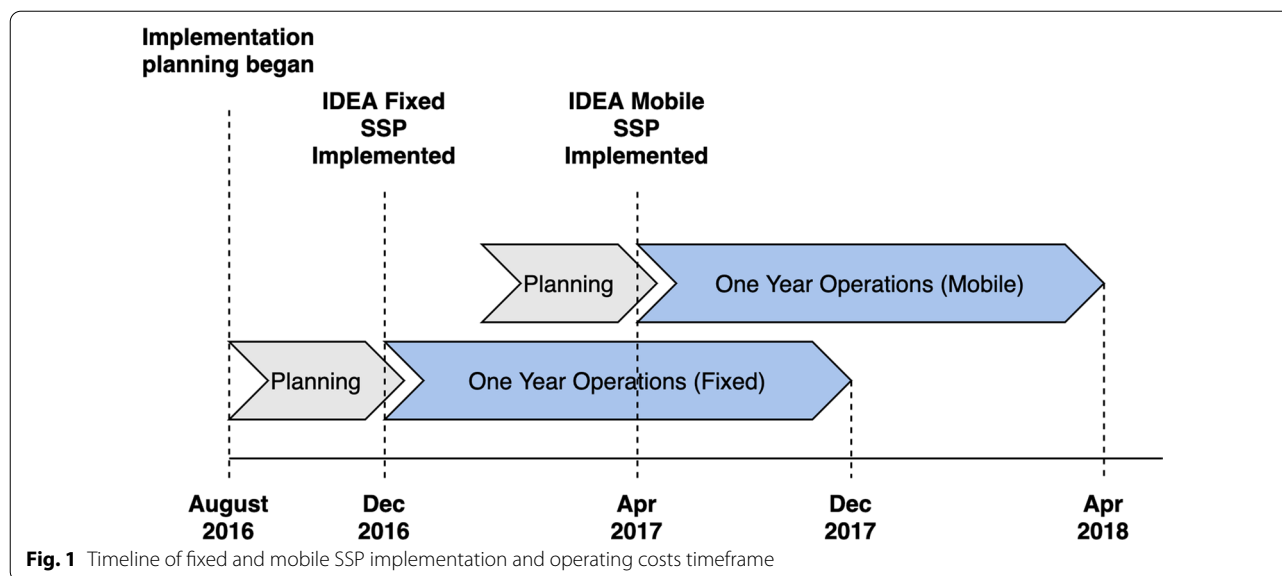 Implementation
planning began
IDEA Fixed
SSP
Implemented
IDEA Mobile
SSP
Implemented
Planning
One Year Operations (Mobile)
Planning
One Year Operations (Fixed)
August
2016
Dec
2016
Apr
2017
Dec
2017
Apr
2018
Fig. 1 Timeline of fixed and mobile SSP implementation and operating costs timeframe